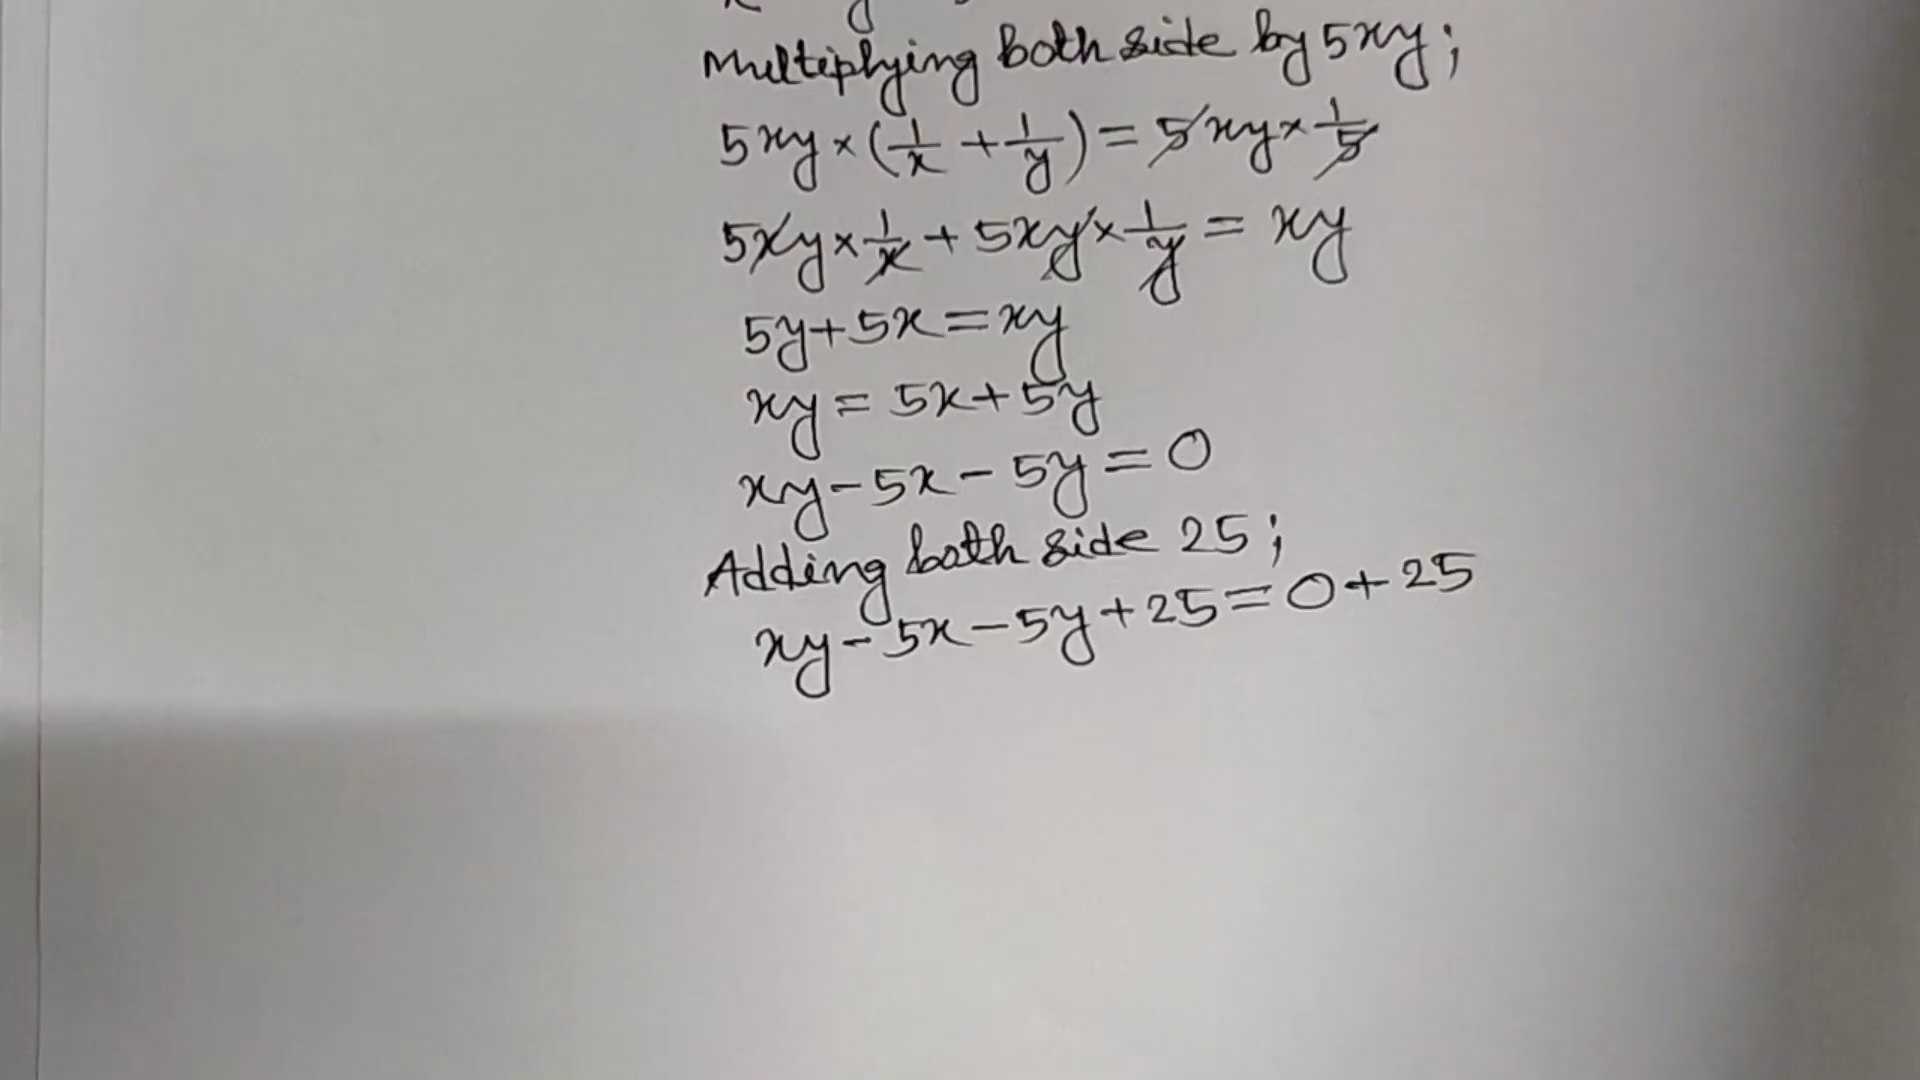 Multiplying both side by 5xy;
5xy × (1/x + 1/y) = 5xy × 1/5
5xy × 1/x + 5xy × 1/y = xy
5y + 5x = xy
xy = 5x + 5y
xy - 5x - 5y = 0
Adding both side 25;
xy - 5x - 5y + 25 = 0 + 25